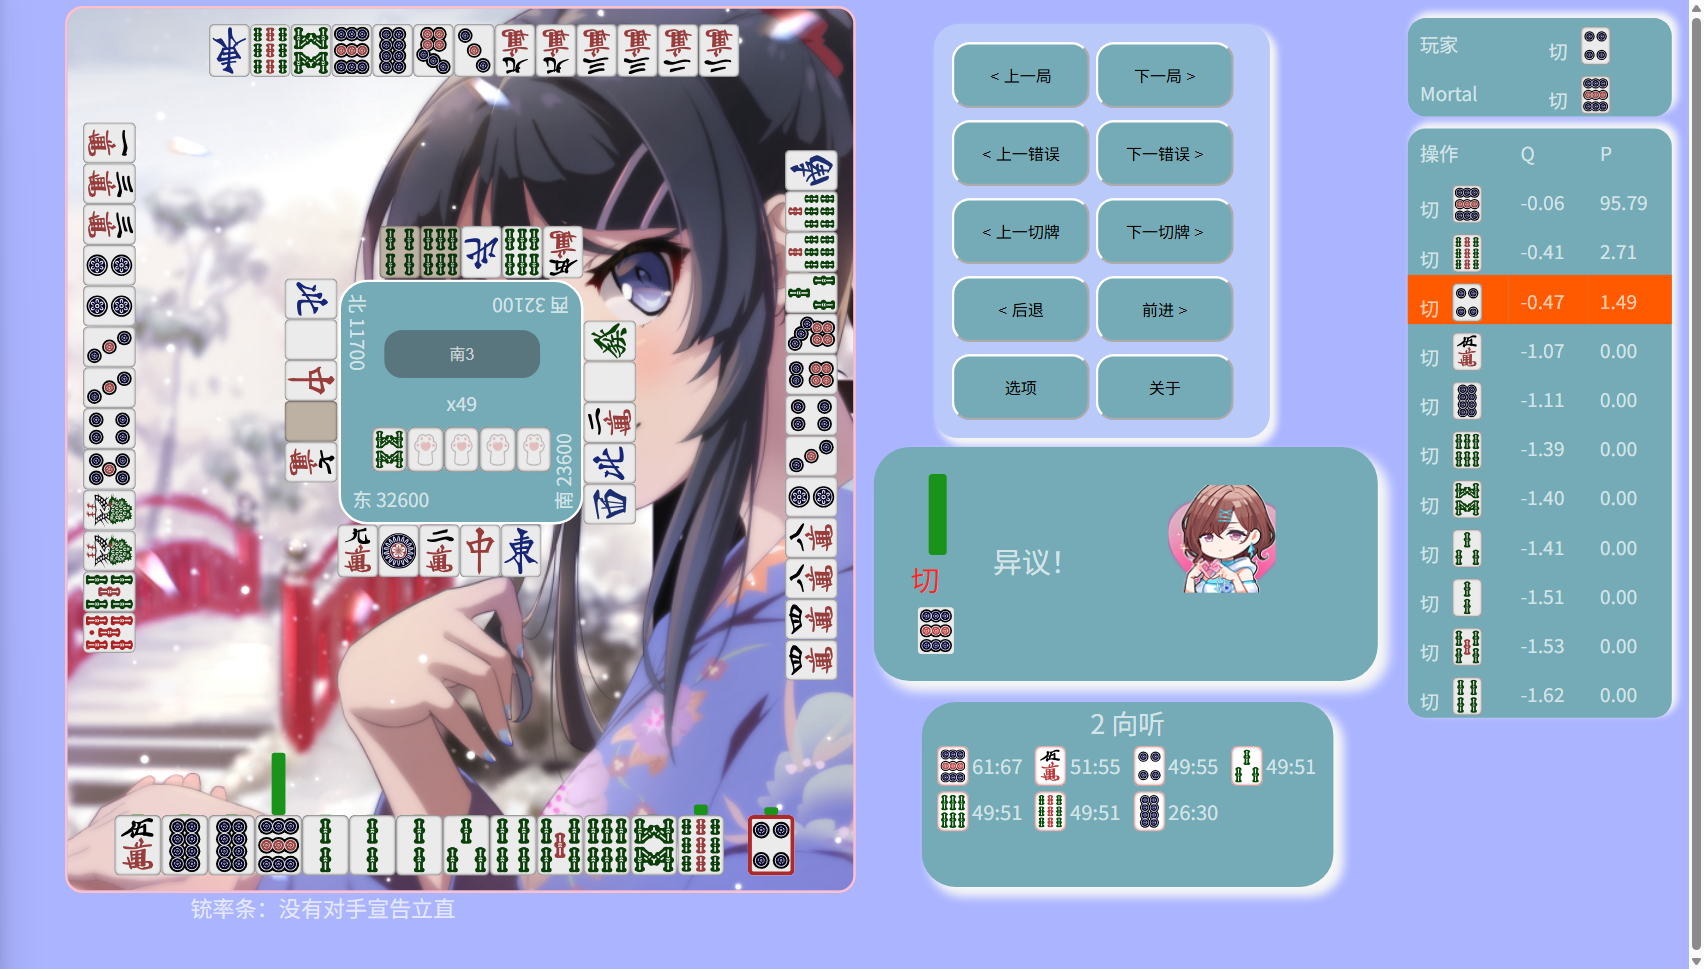 < 上一局
下一局 >
< 上一错误
下一错误 >
< 上一切牌
下一切牌 >
< 后退
前进 >
选项
关于
玩家
切
Mortal
切
操作 Q P
切 -0.06 95.79
切 -0.41 2.71
切 -0.47 1.49
切 -1.07 0.00
切 -1.11 0.00
切 -1.39 0.00
切 -1.40 0.00
切 -1.41 0.00
切 -1.51 0.00
切 -1.53 0.00
切 -1.62 0.00
西 32100
北 11700
南3
x49
南 23600
东 32600
切
异议！
2 向听
61:67
51:55
49:55
49:51
49:51
49:51
26:30
铳率条：没有对手宣告立直